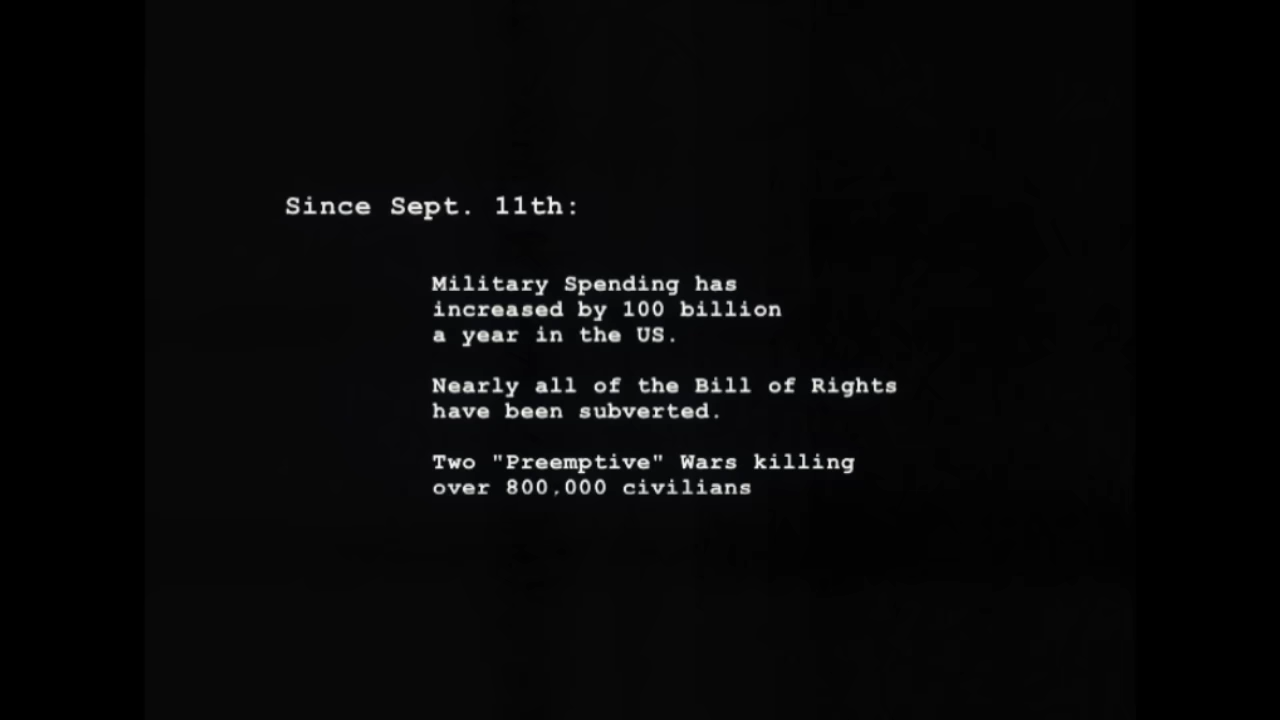 Since Sept. 11th:
Military Spending has
increased by 100 billion
a year in the US.
Nearly all of the Bill of Rights
have been subverted.
Two "Preemptive" Wars killing
over 800,000 civilians